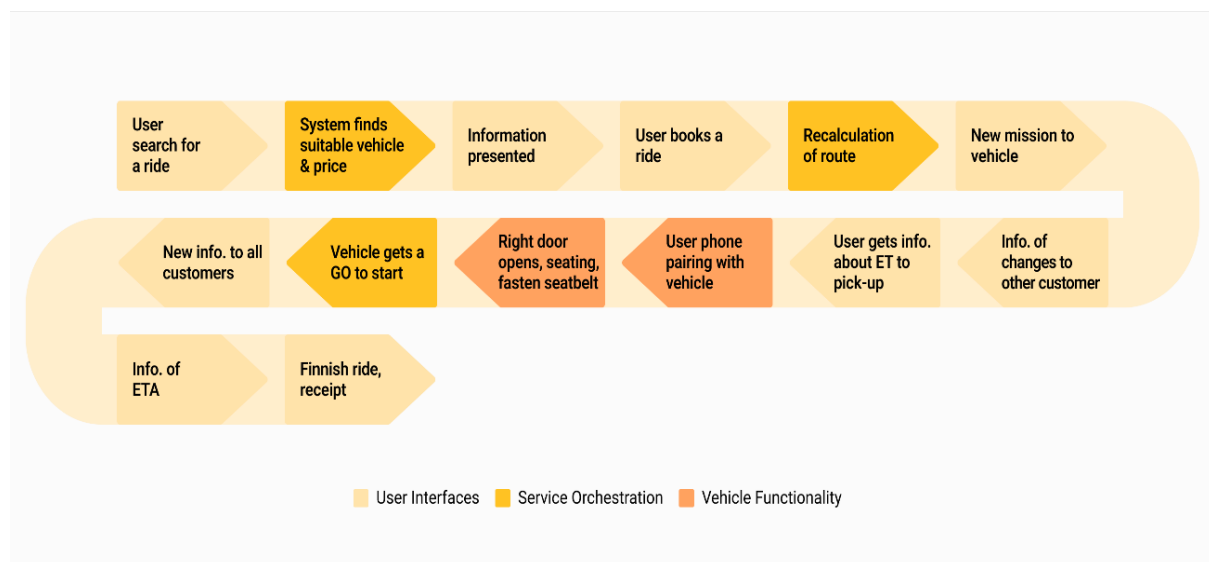 User
search for
a ride
System finds
suitable vehicle
& price
Information
presented
User books a
ride
Recalculation
of route
New mission to
vehicle
Info. of
changes to
other customer
User gets info.
about ET to
pick-up
User phone
pairing with
vehicle
Right door
opens, seating,
fasten seatbelt
Vehicle gets a
GO to start
New info. to all
customers
Info. of
ETA
Finnish ride,
receipt
User Interfaces
Service Orchestration
Vehicle Functionality